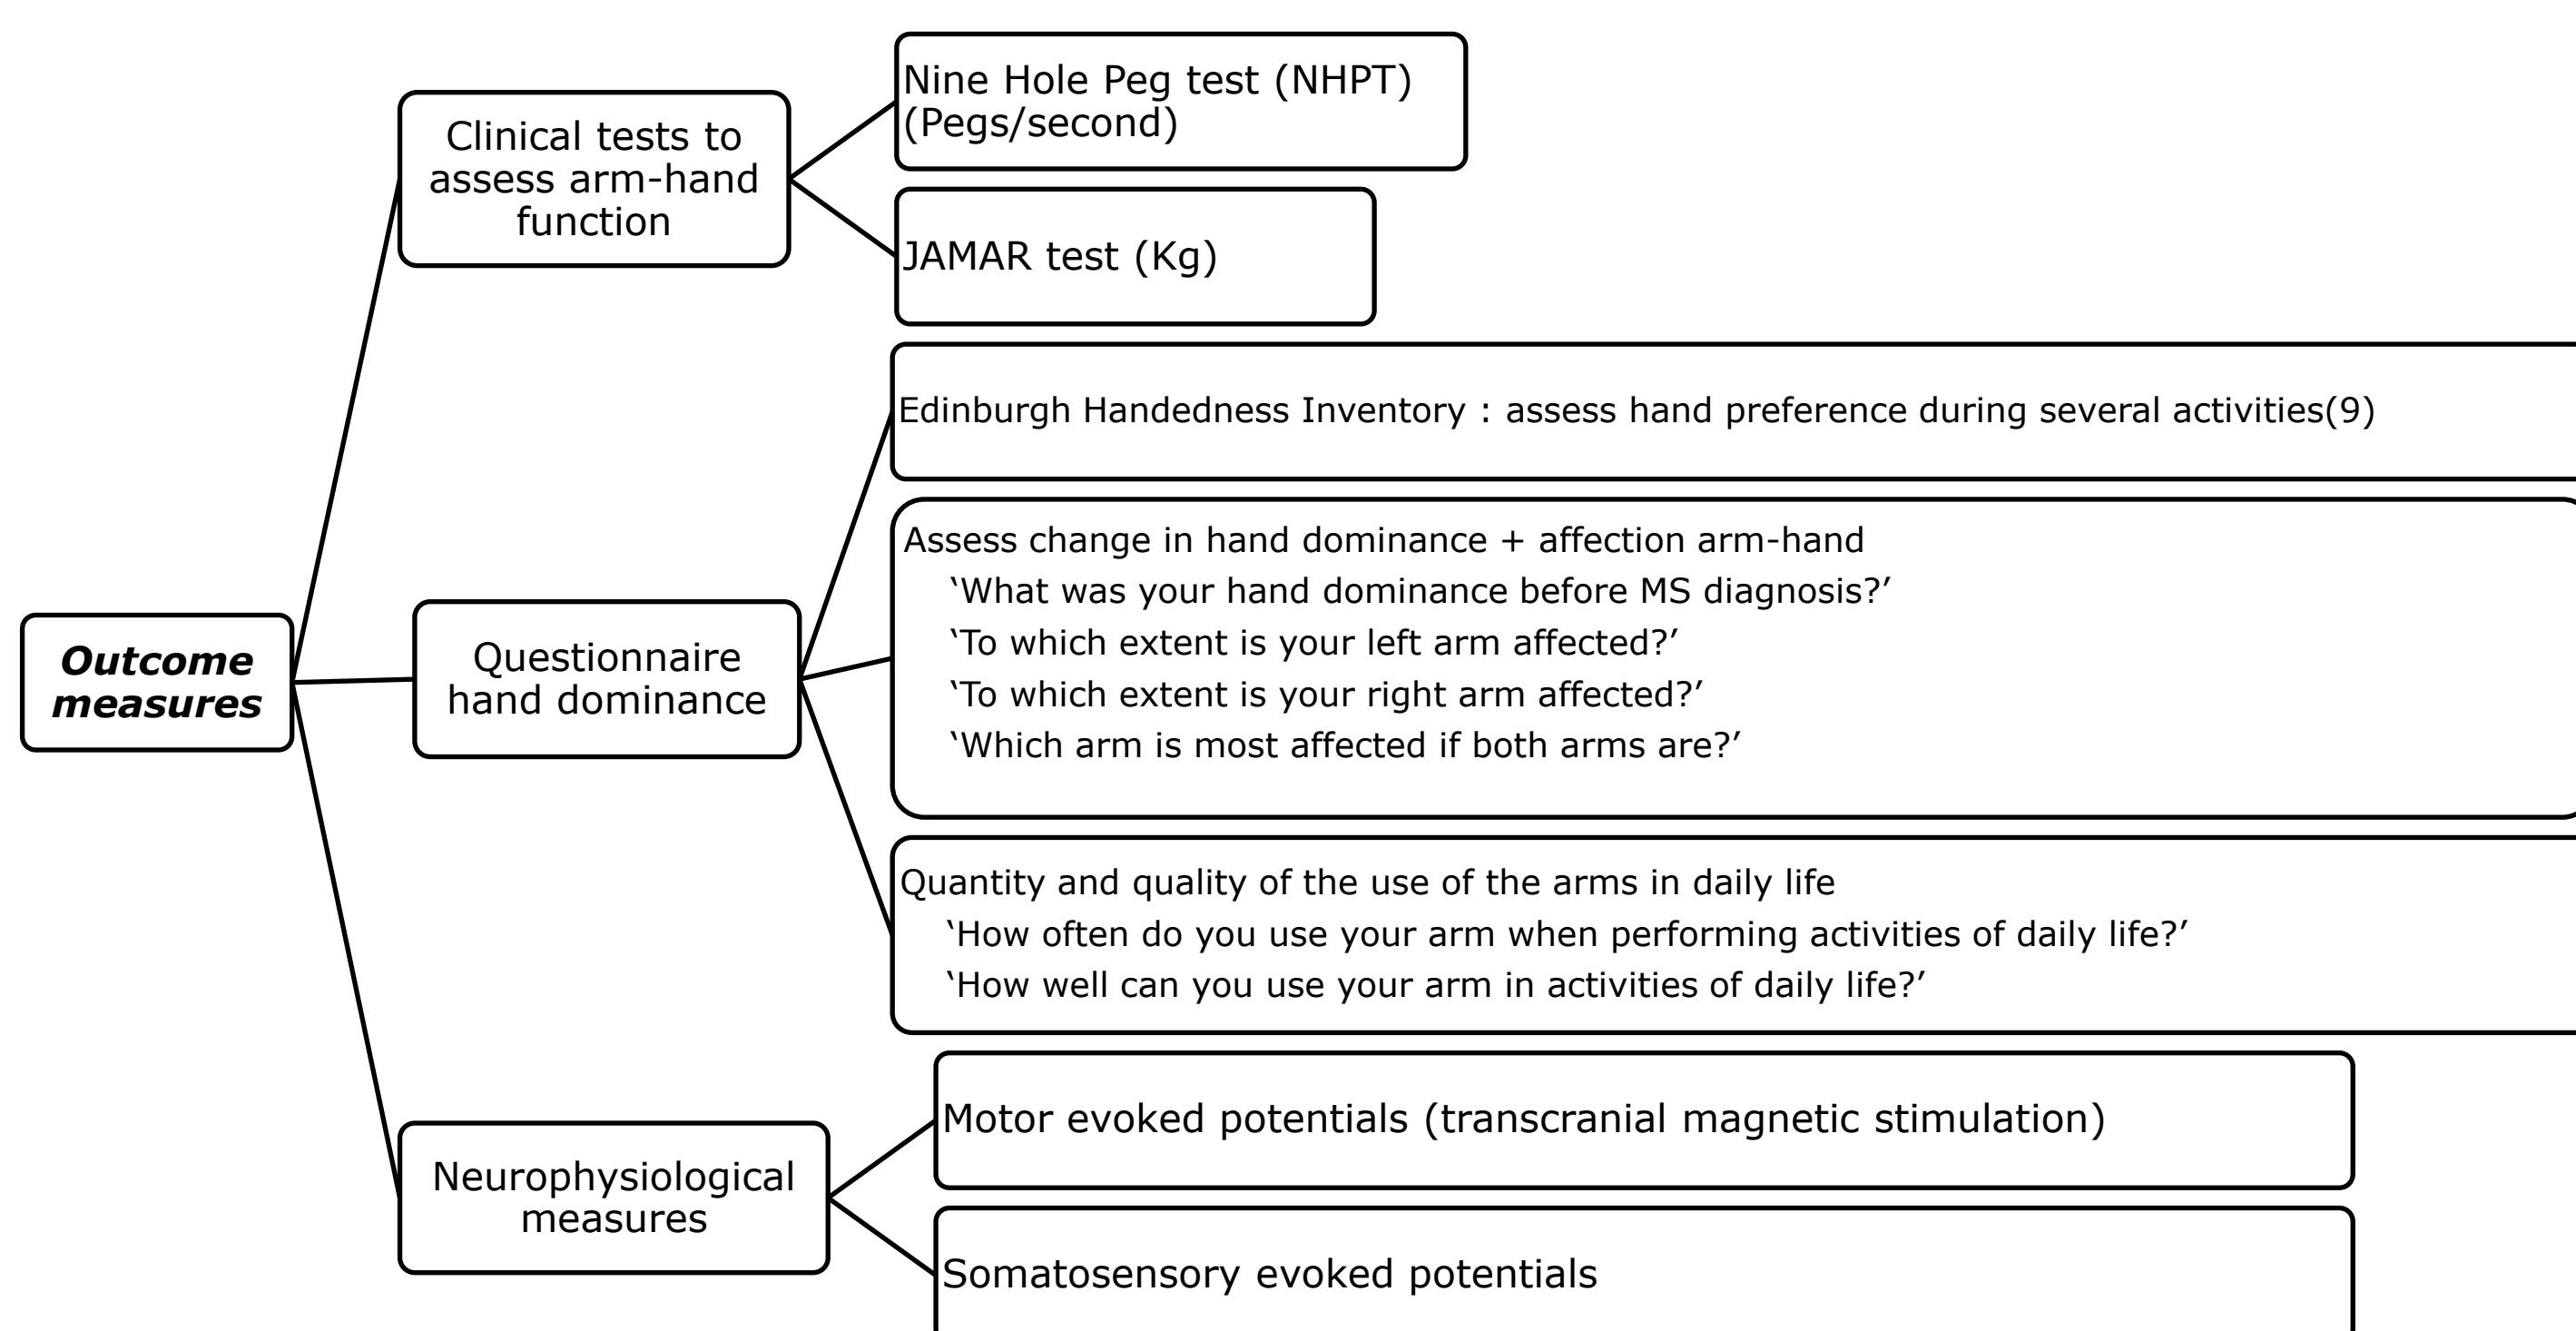 Nine Hole Peg test (NHPT)
(Pegs/second)
Clinical tests to
assess arm-hand
function
JAMAR test (Kg)
Edinburgh Handedness Inventory : assess hand preference during several activities(9)
Assess change in hand dominance + affection arm-hand
‘What was your hand dominance before MS diagnosis?’
‘To which extent is your left arm affected?’
‘To which extent is your right arm affected?’
‘Which arm is most affected if both arms are?’
Outcome
measures
Questionnaire
hand dominance
Quantity and quality of the use of the arms in daily life
‘How often do you use your arm when performing activities of daily life?’
‘How well can you use your arm in activities of daily life?’
Motor evoked potentials (transcranial magnetic stimulation)
Neurophysiological
measures
Somatosensory evoked potentials